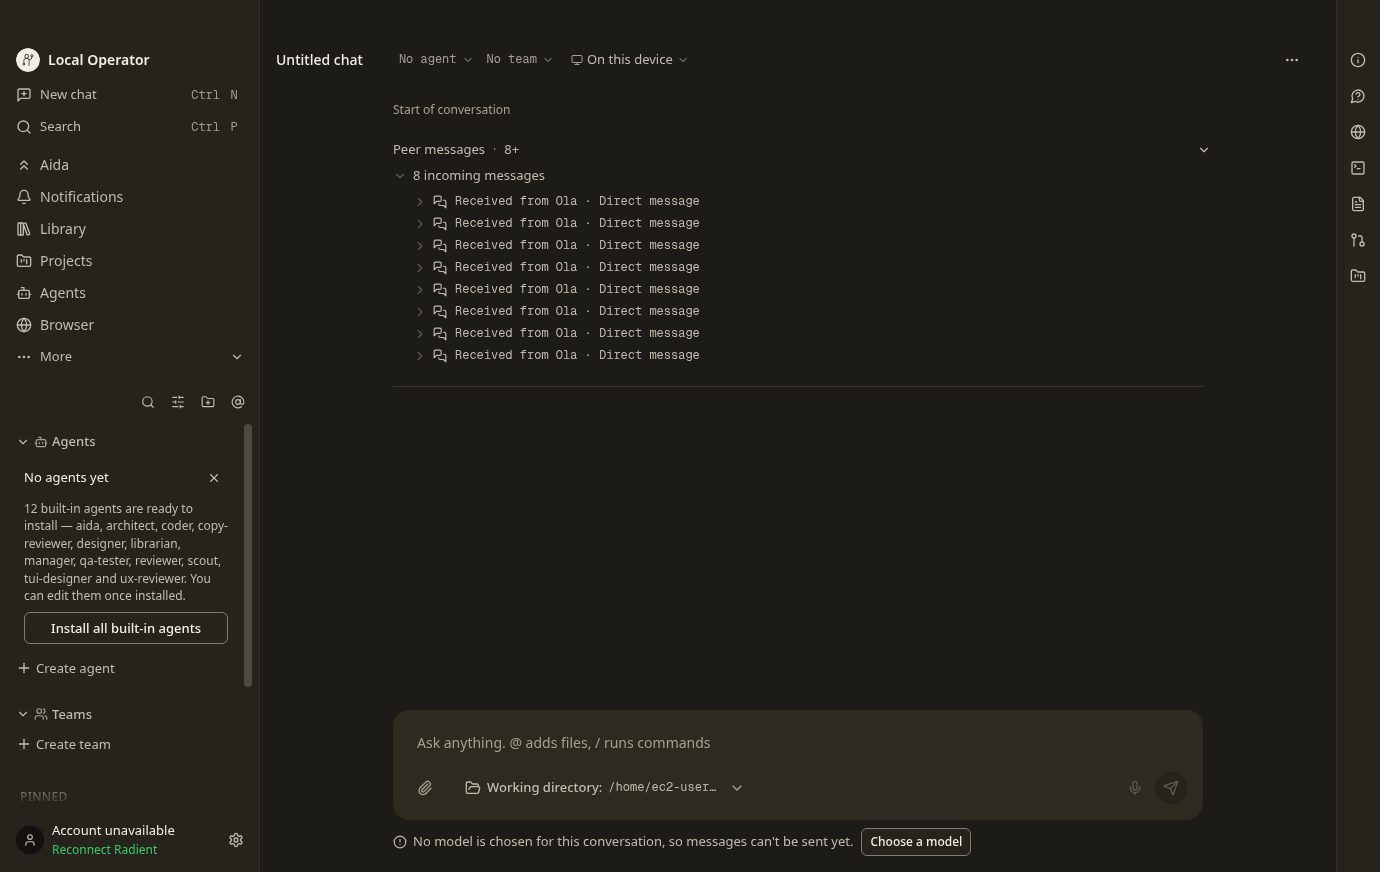 Local Operator
New chat Ctrl N
Search Ctrl P
Aida
Notifications
Library
Projects
Agents
Browser
More
Agents
No agents yet
12 built-in agents are ready to
install — aida, architect, coder, copy-
reviewer, designer, librarian,
manager, qa-tester, reviewer, scout,
tui-designer and ux-reviewer. You
can edit them once installed.
Install all built-in agents
Create agent
Teams
Create team
PINNED
Account unavailable
Reconnect Radient
Untitled chat No agent No team On this device
Start of conversation
Peer messages · 8+
8 incoming messages
Received from Ola · Direct message
Received from Ola · Direct message
Received from Ola · Direct message
Received from Ola · Direct message
Received from Ola · Direct message
Received from Ola · Direct message
Received from Ola · Direct message
Received from Ola · Direct message
Ask anything. @ adds files, / runs commands
Working directory: /home/ec2-user…
No model is chosen for this conversation, so messages can't be sent yet. Choose a model